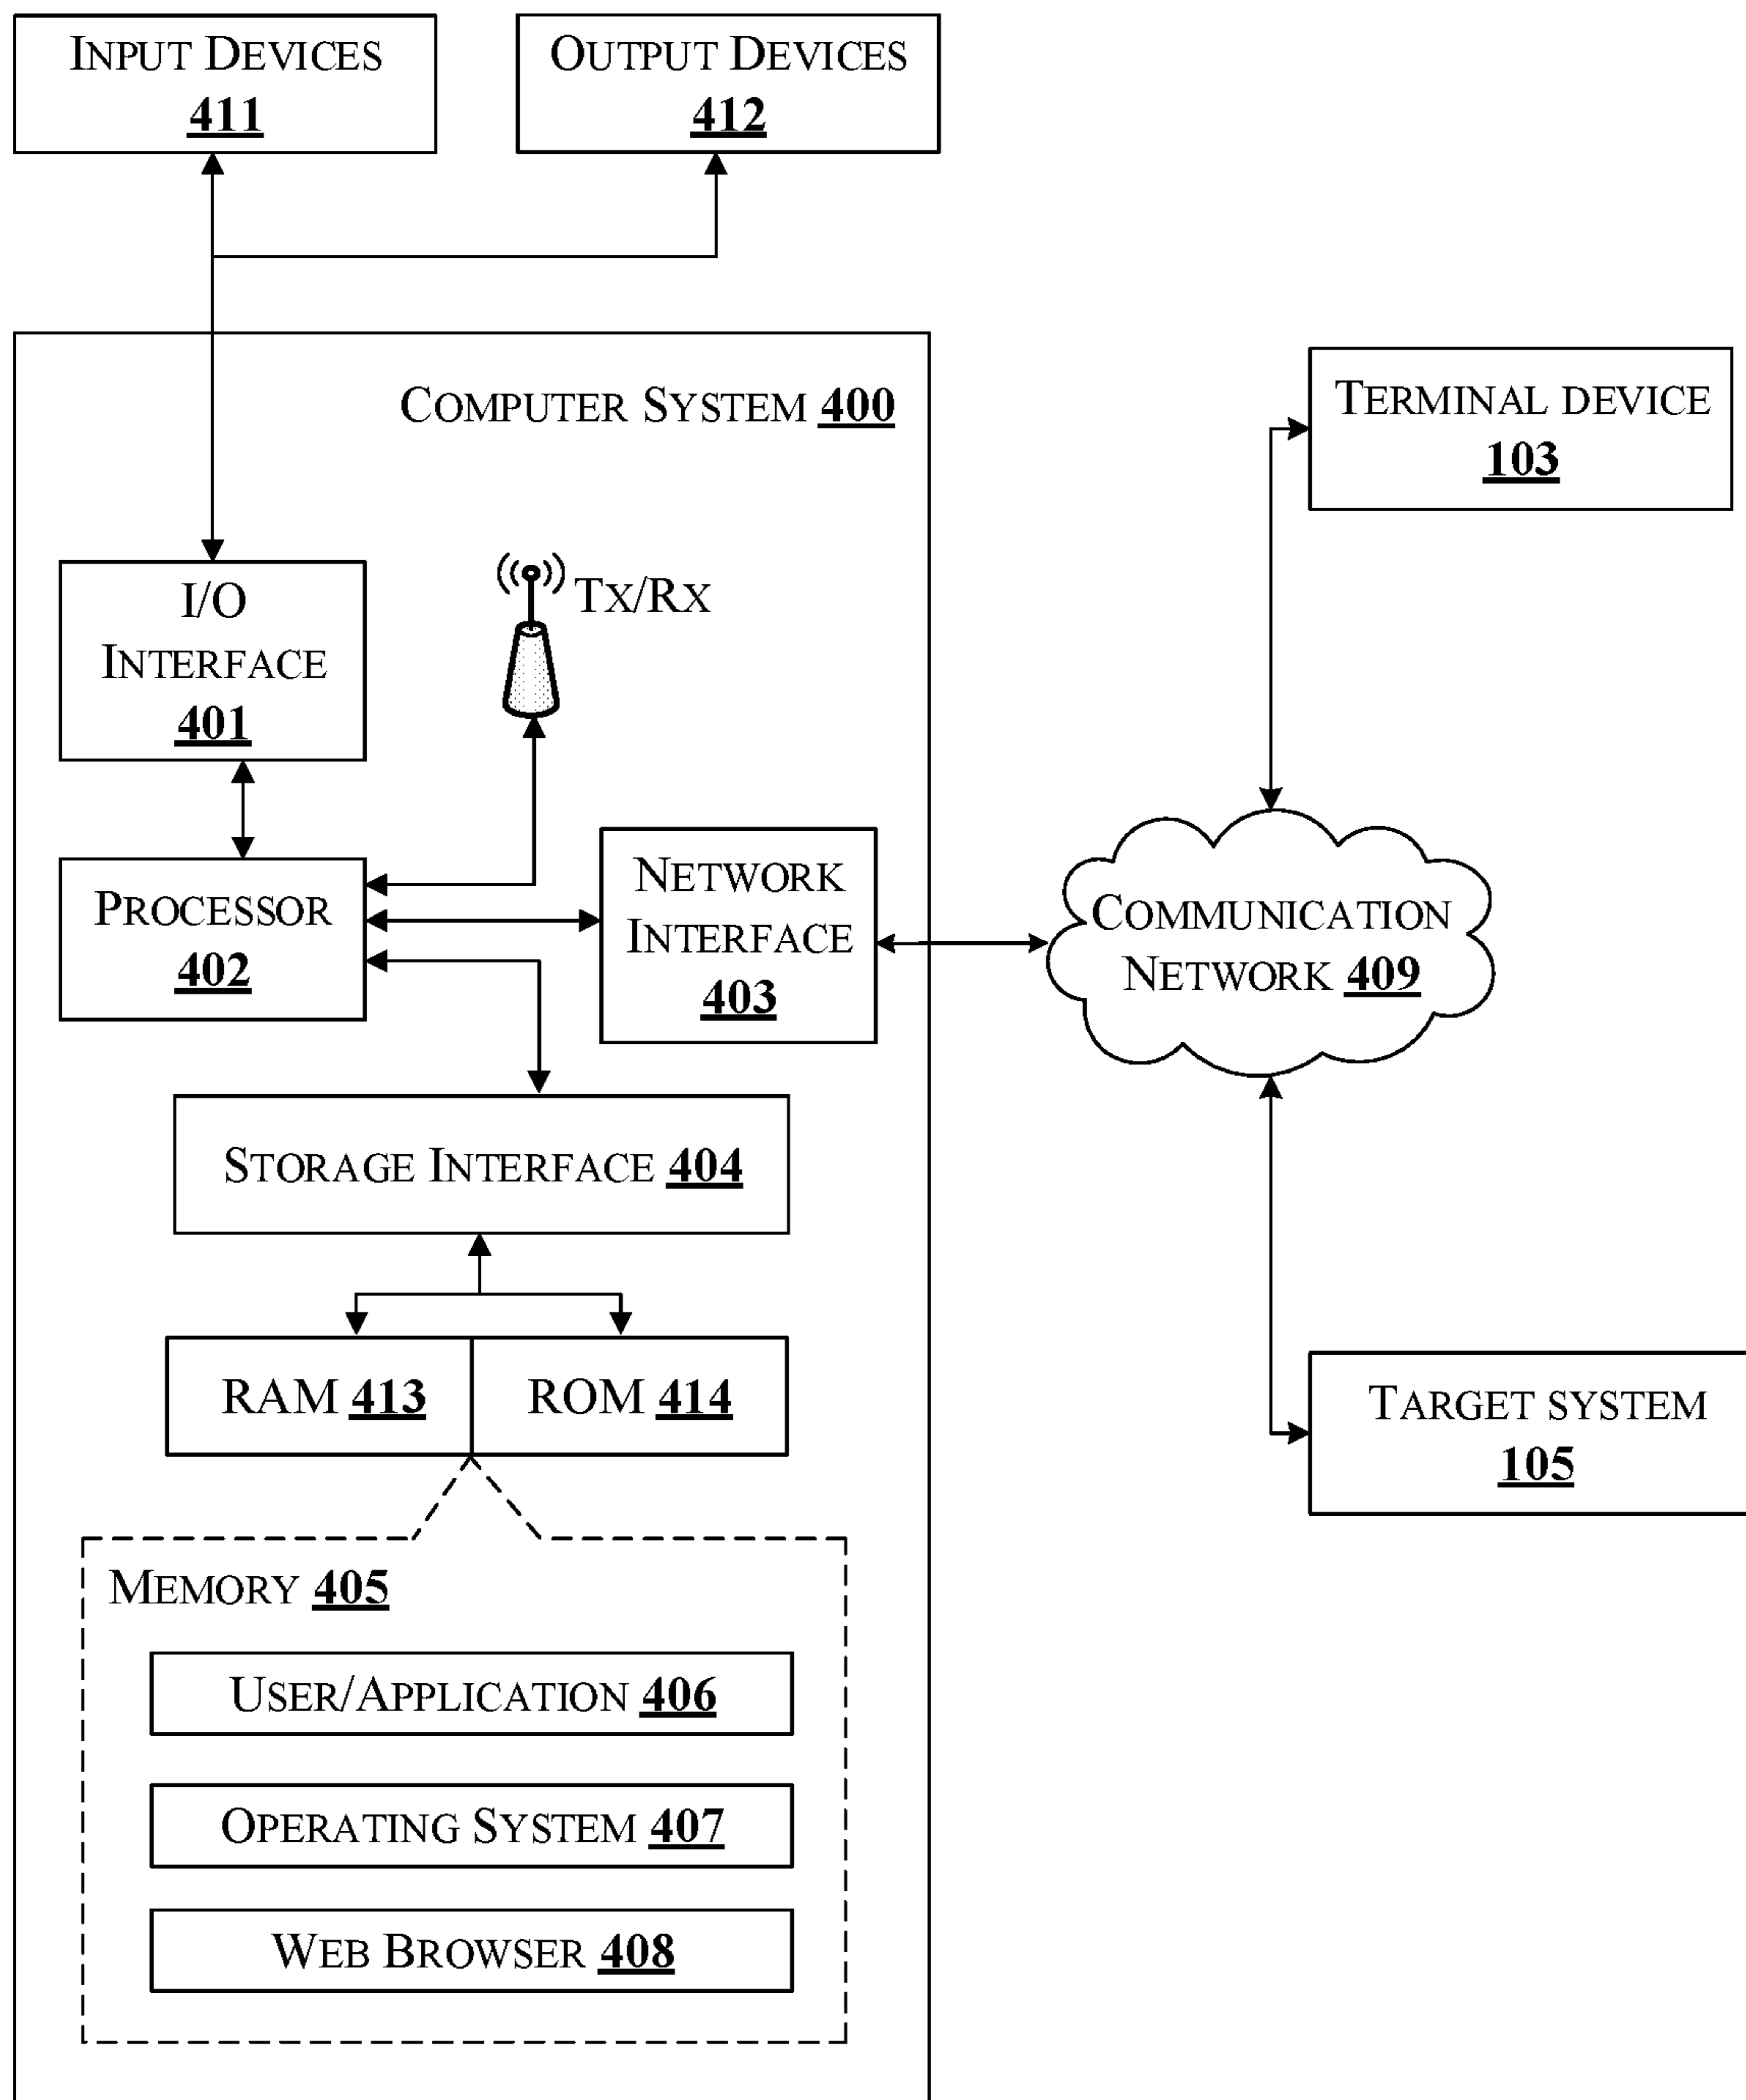 INPUT DEVICES
411
OUTPUT DEVICES
412
COMPUTER SYSTEM 400
TERMINAL DEVICE
103
I/O
INTERFACE
401
TX/RX
PROCESSOR
402
NETWORK
INTERFACE
403
COMMUNICATION
NETWORK 409
STORAGE INTERFACE 404
RAM 413
ROM 414
TARGET SYSTEM
105
MEMORY 405
USER/APPLICATION 406
OPERATING SYSTEM 407
WEB BROWSER 408